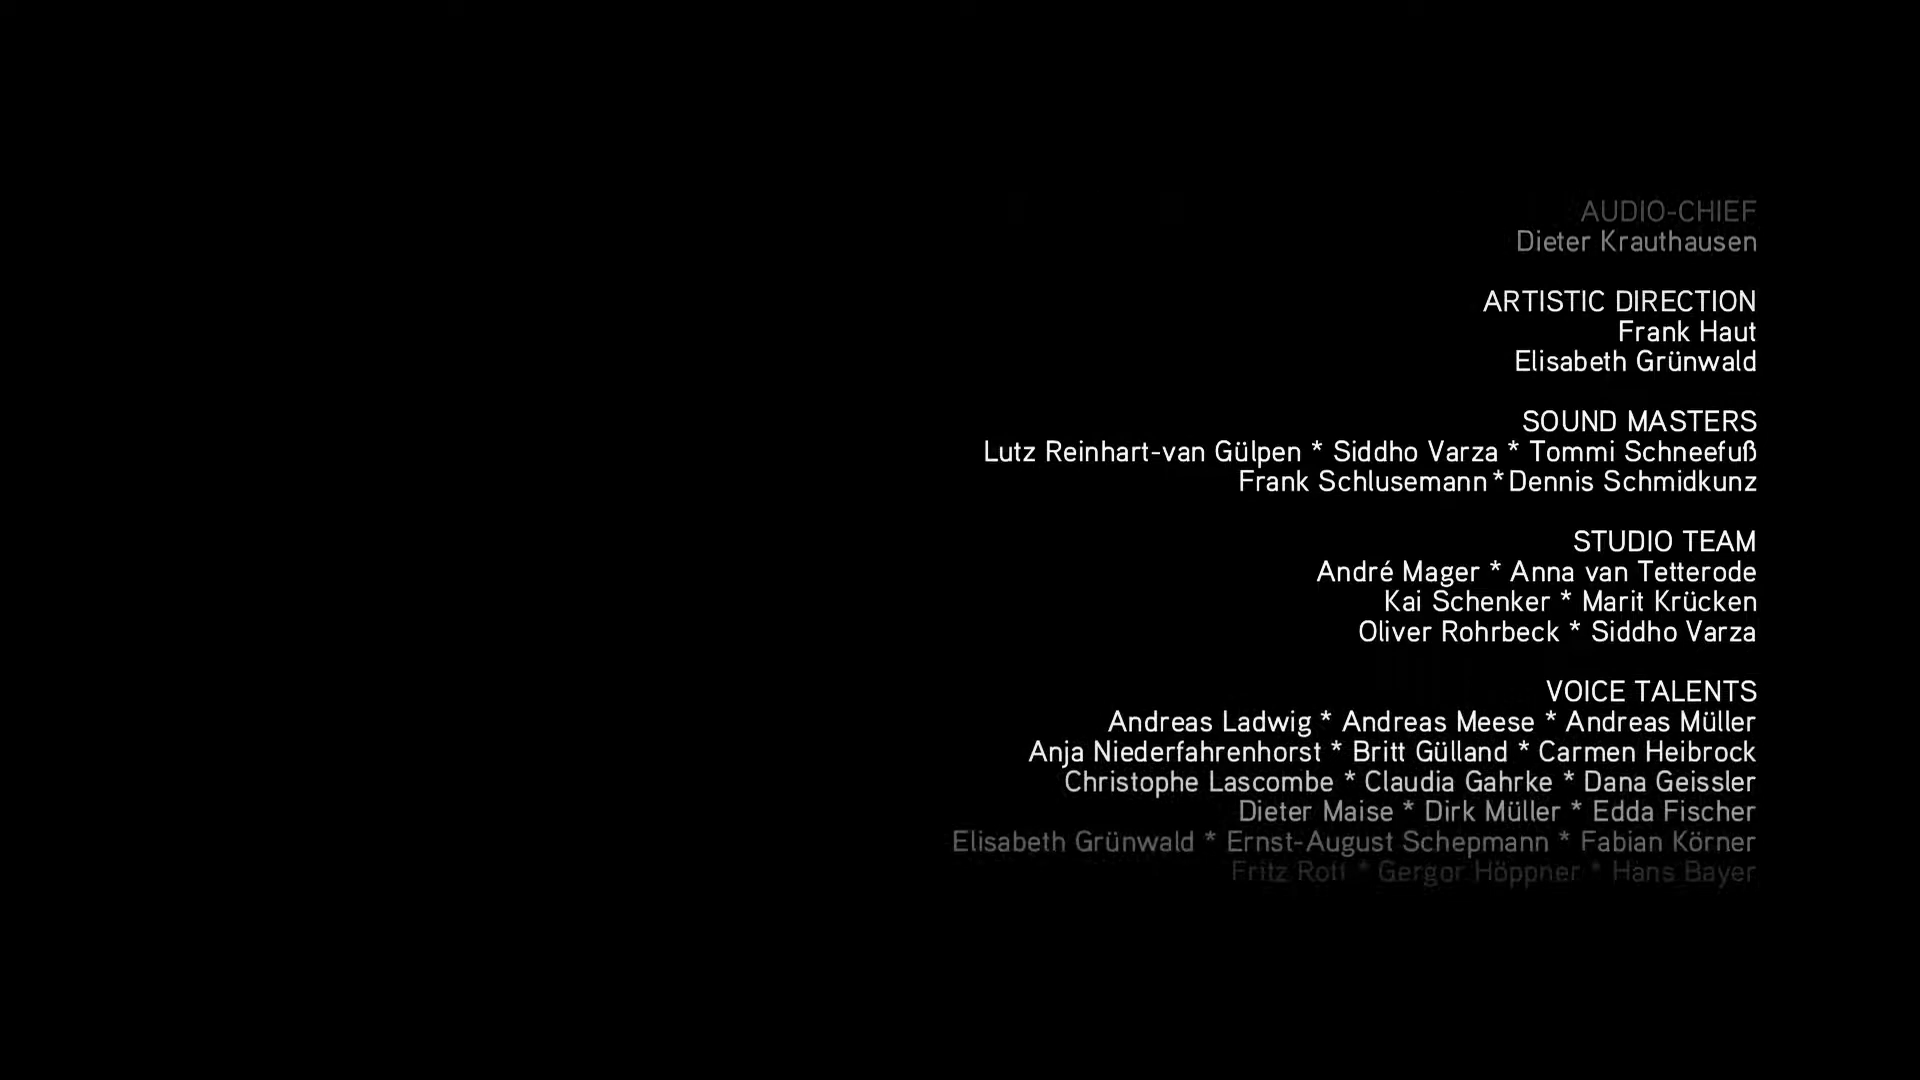 AUDIO-CHIEF
Dieter Krauthausen
ARTISTIC DIRECTION
Frank Haut
Elisabeth Grünwald
SOUND MASTERS
Lutz Reinhart-van Gülpen * Siddho Varza * Tommi Schneefuß
Frank Schlusemann * Dennis Schmidkunz
STUDIO TEAM
André Mager * Anna van Tetterode
Kai Schenker * Marit Krücken
Oliver Rohrbeck * Siddho Varza
VOICE TALENTS
Andreas Ladwig * Andreas Meese * Andreas Müller
Anja Niederfahrenhorst * Britt Gülland * Carmen Heibrock
Christophe Lascombe * Claudia Gahrke * Dana Geissler
Dieter Maise * Dirk Müller * Edda Fischer
Elisabeth Grünwald * Ernst-August Schepmann * Fabian Körner
Fritz * Gergor Höppner * Hans Bayer